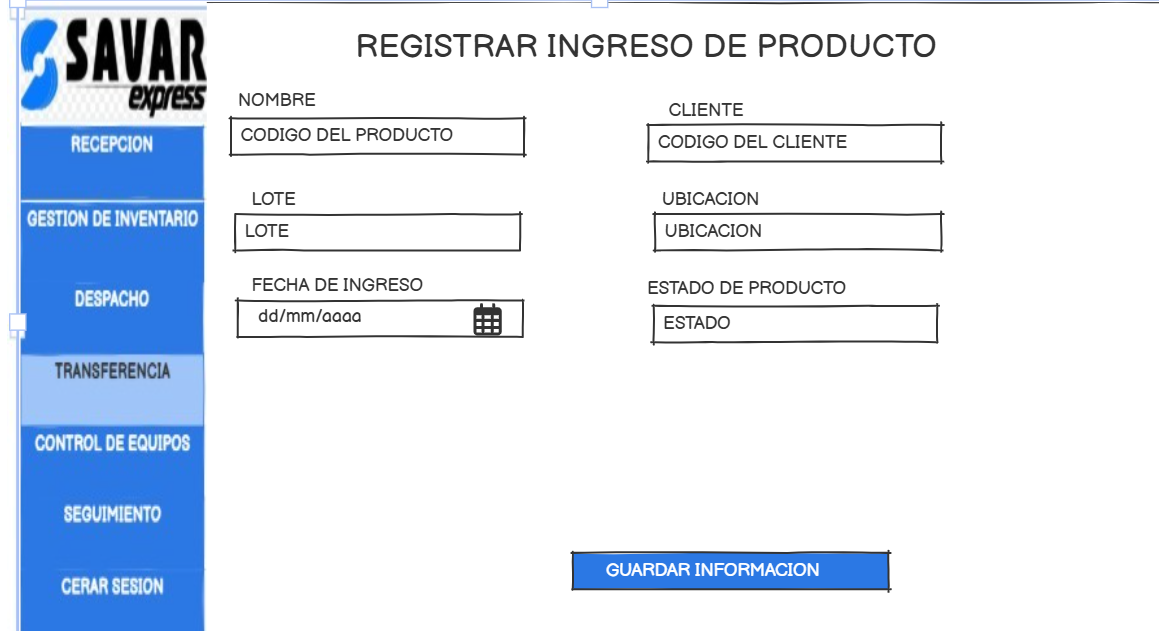 SAVAR
express
RECEPCION
GESTION DE INVENTARIO
DESPACHO
TRANSFERENCIA
CONTROL DE EQUIPOS
SEGUIMIENTO
CERAR SESION
REGISTRAR INGRESO DE PRODUCTO
NOMBRE
CODIGO DEL PRODUCTO
CLIENTE
CODIGO DEL CLIENTE
LOTE
LOTE
UBICACION
UBICACION
FECHA DE INGRESO
dd/mm/aaaa
ESTADO DE PRODUCTO
ESTADO
GUARDAR INFORMACION